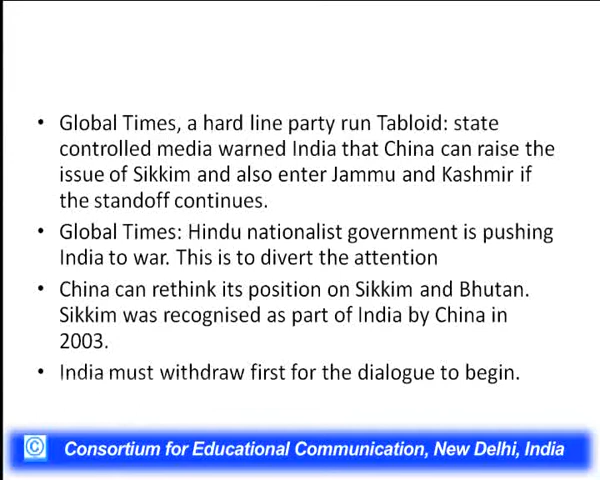 • Global Times, a hard line party run Tabloid: state
controlled media warned India that China can raise the
issue of Sikkim and also enter Jammu and Kashmir if
the standoff continues.
• Global Times: Hindu nationalist government is pushing
India to war. This is to divert the attention
• China can rethink its position on Sikkim and Bhutan.
Sikkim was recognised as part of India by China in
2003.
• India must withdraw first for the dialogue to begin.
© Consortium for Educational Communication, New Delhi, India